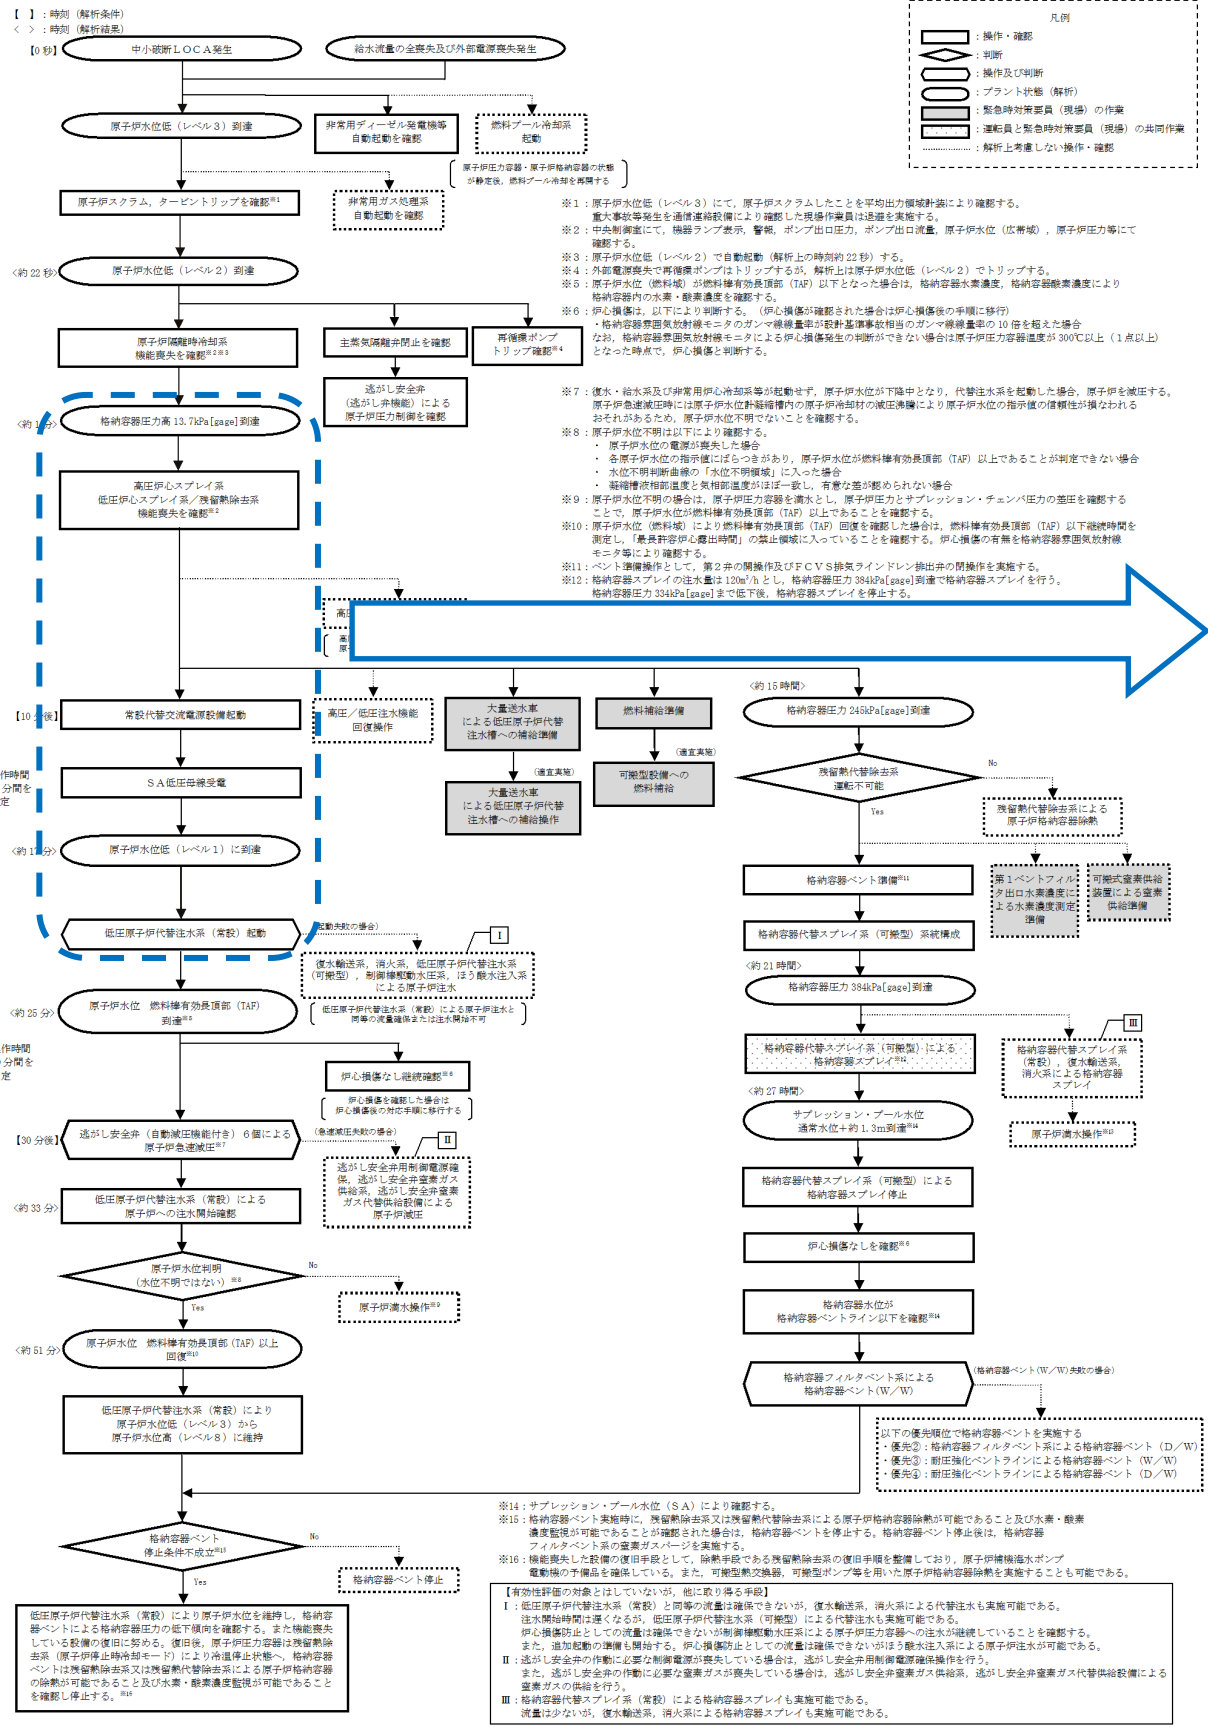 【　】：時刻（解析条件）
〈　〉：時刻（解析結果）
【0 秒】
中小破断ＬＯＣＡ発生
給水流量の全喪失及び外部電源喪失発生
凡例
：操作・確認
：判断
：操作及び判断
：プラント状態（解析）
：緊急時対策要員（現場）の作業
：運転員と緊急時対策要員（現場）の共同作業
：解析上考慮しない操作・確認
原子炉水位低（レベル３）到達
非常用ディーゼル発電機等
自動起動を確認
燃料プール冷却系
起動
原子炉圧力容器・原子炉格納容器の状態
が静定後，燃料プール冷却を再開する
原子炉スクラム，タービントリップを確認※1
非常用ガス処理系
自動起動を確認
〈約 22 秒〉
原子炉水位低（レベル２）到達
原子炉隔離時冷却系
機能喪失を確認※2※3
主蒸気隔離弁閉止を確認
再循環ポンプ
トリップ確認※4
逃がし安全弁
（逃がし弁機能）による
原子炉圧力制御を確認
〈約 1 分〉
格納容器圧力高 13.7kPa[gage]到達
高圧炉心スプレイ系
低圧炉心スプレイ系／残留熱除去系
機能喪失を確認※2
※１：原子炉水位低（レベル３）にて，原子炉スクラムしたことを平均出力領域計装により確認する。
重大事故等発生を通信連絡設備により確認した現場作業員は退避を実施する。
※２：中央制御室にて，機器ランプ表示，警報，ポンプ出口圧力，ポンプ出口流量，原子炉水位（広帯域），原子炉圧力等にて
確認する。
※３：原子炉水位低（レベル２）で自動起動（解析上の時刻約 22 秒）する。
※４：外部電源喪失で再循環ポンプはトリップするが，解析上は原子炉水位低（レベル２）でトリップする。
※５：原子炉水位（燃料域）が燃料棒有効長頂部（TAF）以下となった場合は，格納容器水素濃度，格納容器酸素濃度により
格納容器内の水素・酸素濃度を確認する。
※６：炉心損傷は，以下により判断する。（炉心損傷が確認された場合は炉心損傷後の手順に移行）
・格納容器雰囲気放射線モニタのガンマ線線量率が設計基準事故相当のガンマ線線量率の 10 倍を超えた場合
なお，格納容器雰囲気放射線モニタによる炉心損傷発生の判断ができない場合は原子炉圧力容器温度が 300℃以上（１点以上）
となった時点で，炉心損傷と判断する。
※７：復水・給水系及び非常用炉心冷却系等が起動せず，原子炉水位が下降中となり，代替注水系を起動した場合，原子炉を減圧する。
原子炉急速減圧時には原子炉水位計凝縮槽内の原子炉冷却材の減圧沸騰により原子炉水位の指示値の信頼性が損なわれる
おそれがあるため，原子炉水位不明でないことを確認する。
※８：原子炉水位不明は以下により確認する。
・　原子炉水位の電源が喪失した場合
・　各原子炉水位の指示値にばらつきがあり，原子炉水位が燃料棒有効長頂部（TAF）以上であることが判定できない場合
・　水位不明判断曲線の「水位不明領域」に入った場合
・　凝縮槽液相部温度と気相部温度がほぼ一致し，有意な差が認められない場合
※９：原子炉水位不明の場合は，原子炉圧力容器を満水とし，原子炉圧力とサプレッション・チェンバ圧力の差圧を確認する
ことで，原子炉水位が燃料棒有効長頂部（TAF）以上であることを確認する。
※10：原子炉水位（燃料域）により燃料棒有効長頂部（TAF）回復を確認した場合は，燃料棒有効長頂部（TAF）以下継続時間を
測定し，「最長許容炉心露出時間」の禁止領域に入っていることを確認する。炉心損傷の有無を格納容器雰囲気放射線
モニタ等により確認する。
※11：ベント準備操作として，第２弁の開操作及びＦＣＶＳ排気ラインドレン排出弁の閉操作を実施する。
※12：格納容器スプレイの注水量は 120m³/h とし，格納容器圧力 384kPa[gage]到達で格納容器スプレイを行う。
格納容器圧力 334kPa[gage]まで低下後，格納容器スプレイを停止する。
高圧
高圧
原子
【10 分後】
常設代替交流電源設備起動
高圧／低圧注水機能
回復操作
大量送水車
による低圧原子炉代替
注水槽への補給準備
燃料補給準備
（適宜実施）
（適宜実施）
大量送水車
による低圧原子炉代替
注水槽への補給操作
可搬型設備への
燃料補給
〈約 15 時間〉
格納容器圧力 245kPa[gage]到達
残留熱代替除去系
運転不可能
No
Yes
残留熱代替除去系による
原子炉格納容器除熱
作時間
分間を
定
ＳＡ低圧母線受電
〈約 17 分〉
原子炉水位低（レベル１）に到達
格納容器ベント準備※11
第１ベントフィル
タ出口水素濃度に
よる水素濃度測定
準備
可搬式窒素供給
装置による窒素
供給準備
低圧原子炉代替注水系（常設）起動
（起動失敗の場合）
Ⅰ
復水輸送系，消火系，低圧原子炉代替注水系
（可搬型），制御棒駆動水圧系，ほう酸水注入系
による原子炉注水
低圧原子炉代替注水系（常設）による原子炉注水と
同等の流量確保または注水開始不可
格納容器代替スプレイ系（可搬型）系統構成
〈約 21 時間〉
格納容器圧力 384kPa[gage]到達
〈約 25 分〉
原子炉水位　燃料棒有効長頂部（TAF）
到達※5
作時間
分間を
定
炉心損傷なし継続確認※6
炉心損傷を確認した場合は
炉心損傷後の対応手順に移行する
格納容器代替スプレイ系（可搬型）による
格納容器スプレイ※12
Ⅲ
格納容器代替スプレイ系
（常設），復水輸送系，
消火系による格納容器
スプレイ
原子炉満水操作※13
〈約 27 時間〉
サプレッション・プール水位
通常水位＋約 1.3m到達※14
【30 分後】
逃がし安全弁（自動減圧機能付き）６個による
原子炉急速減圧※7
（急速減圧失敗の場合）
Ⅱ
逃がし安全弁用制御電源確
保，逃がし安全弁窒素ガス
供給系，逃がし安全弁窒素
ガス代替供給設備による
原子炉減圧
格納容器代替スプレイ系（可搬型）による
格納容器スプレイ停止
〈約 33 分〉
低圧原子炉代替注水系（常設）による
原子炉への注水開始確認
炉心損傷なしを確認※6
原子炉水位判明
（水位不明ではない）※8
No
Yes
原子炉満水操作※9
格納容器水位が
格納容器ベントライン以下を確認※14
〈約 51 分〉
原子炉水位　燃料棒有効長頂部（TAF）以上
回復※10
格納容器フィルタベント系による
格納容器ベント（W／W）
（格納容器ベント（W／W）失敗の場合）
低圧原子炉代替注水系（常設）により
原子炉水位低（レベル３）から
原子炉水位高（レベル８）に維持
以下の優先順位で格納容器ベントを実施する
・優先②：格納容器フィルタベント系による格納容器ベント（Ｄ／Ｗ）
・優先③：耐圧強化ベントラインによる格納容器ベント（Ｗ／Ｗ）
・優先④：耐圧強化ベントラインによる格納容器ベント（Ｄ／Ｗ）
格納容器ベント
停止条件不成立※15
No
Yes
格納容器ベント停止
※14：サプレッション・プール水位（ＳＡ）により確認する。
※15：格納容器ベント実施時に，残留熱除去系又は残留熱代替除去系による原子炉格納容器除熱が可能であること及び水素・酸素
濃度監視が可能であることが確認された場合は，格納容器ベントを停止する。格納容器ベント停止後は，格納容器
フィルタベント系の窒素ガスパージを実施する。
※16：機能喪失した設備の復旧手段として，除熱手段である残留熱除去系の復旧手順を整備しており，原子炉補機海水ポンプ
電動機の予備品を確保している。また，可搬型熱交換器，可搬型ポンプ等を用いた原子炉格納容器除熱を実施することも可能である。
低圧原子炉代替注水系（常設）により原子炉水位を維持し，格納容
器ベントによる格納容器圧力の低下傾向を確認する。また機能喪失
している設備の復旧に努める。復旧後，原子炉圧力容器は残留熱除
去系（原子炉停止時冷却モード）により冷温停止状態へ，格納容器
ベントは残留熱除去系又は残留熱代替除去系による原子炉格納容器
の除熱が可能であること及び水素・酸素濃度監視が可能であること
を確認し停止する。※16
【有効性評価の対象とはしていないが，他に取り得る手段】
Ⅰ：低圧原子炉代替注水系（常設）と同等の流量は確保できないが，復水輸送系，消火系による代替注水も実施可能である。
注水開始時間は遅くなるが，低圧原子炉代替注水系（可搬型）による代替注水も実施可能である。
炉心損傷防止としての流量は確保できないが制御棒駆動水圧系による原子炉圧力容器への注水が継続していることを確認する。
また，追加起動の準備も開始する。炉心損傷防止としての流量は確保できないがほう酸水注入系による原子炉注水が可能である。
Ⅱ：逃がし安全弁の作動に必要な制御電源が喪失している場合は，逃がし安全弁用制御電源確保操作を行う。
また，逃がし安全弁の作動に必要な窒素ガスが喪失している場合は，逃がし安全弁窒素ガス供給系，逃がし安全弁窒素ガス代替供給設備による
窒素ガスの供給を行う。
Ⅲ：格納容器代替スプレイ系（常設）による格納容器スプレイも実施可能である。
流量は少ないが，復水輸送系，消火系による格納容器スプレイも実施可能である。